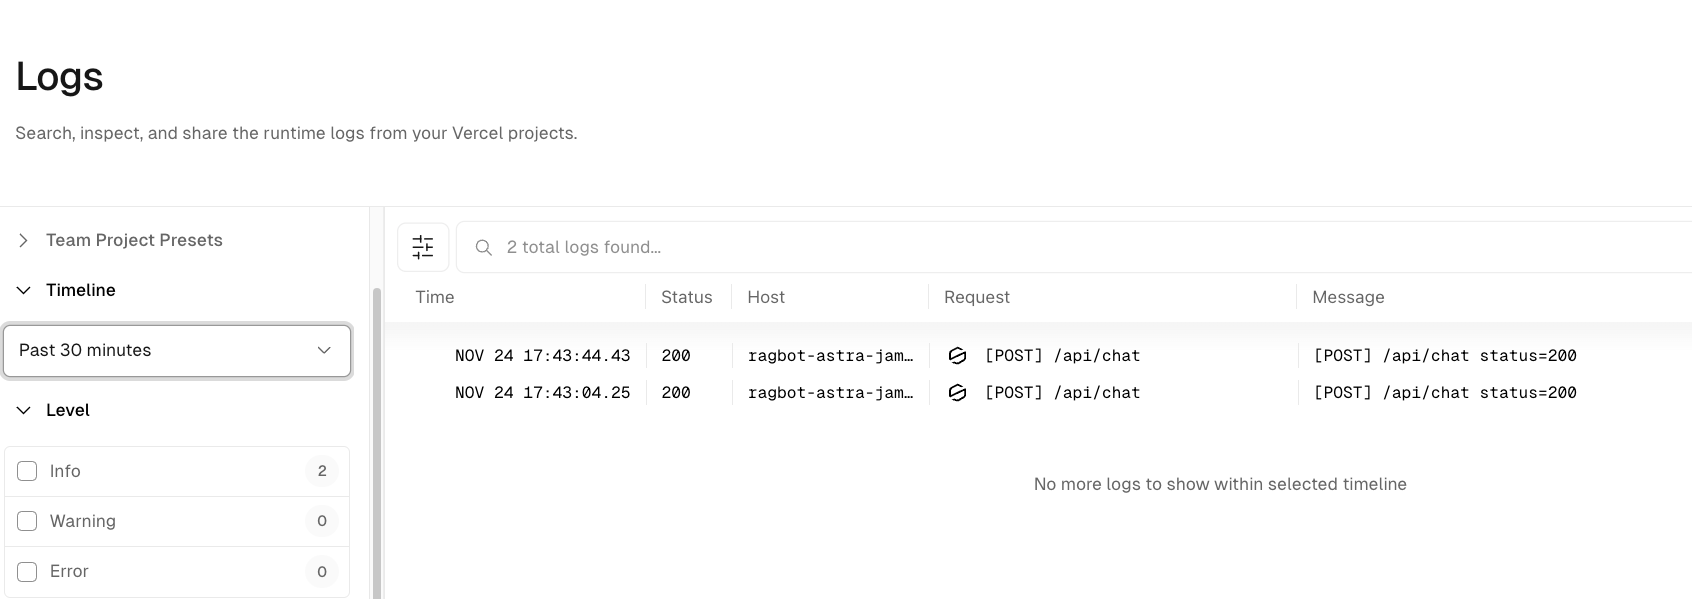 Logs
Search, inspect, and share the runtime logs from your Vercel projects.
Team Project Presets
Timeline
Past 30 minutes
Level
Info 2
Warning 0
Error 0
2 total logs found...
Time Status Host Request Message
NOV 24 17:43:44.43 200 ragbot-astra-jam… [POST] /api/chat [POST] /api/chat status=200
NOV 24 17:43:04.25 200 ragbot-astra-jam… [POST] /api/chat [POST] /api/chat status=200
No more logs to show within selected timeline